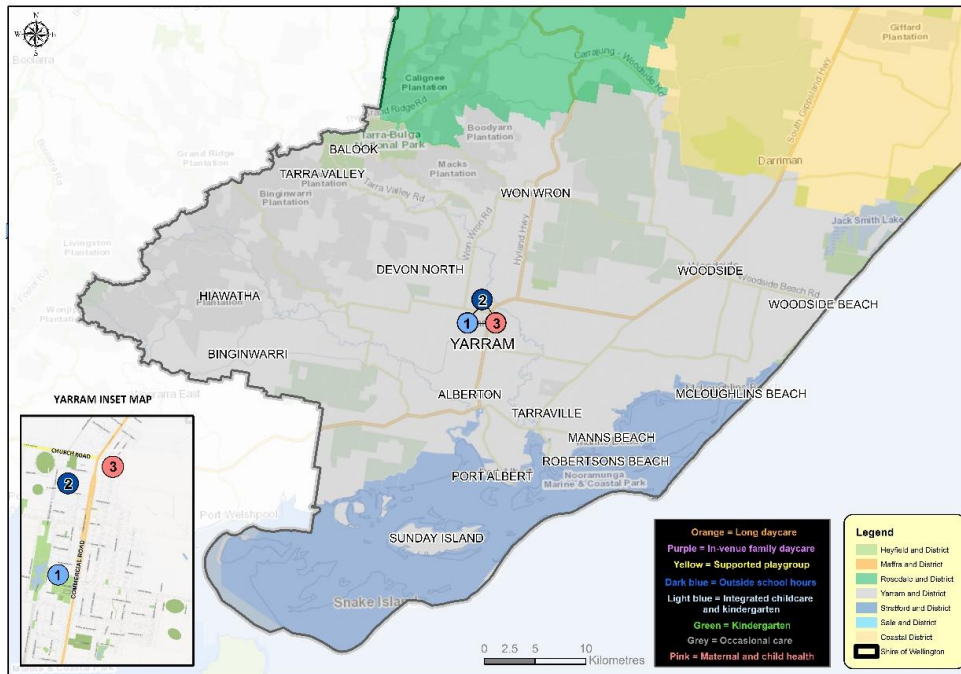 N
W
E
S
Boolarra
Giffard
Plantation
Carrajung - Woodside Rd
South Gippsland Hwy
Calignee
Plantation
Grand Ridge Rd
Boodyarn
Plantation
Tarra-Bulga
National Park
BALOOK
Grand Ridge
Plantation
Macks
Plantation
Darriman
TARRA VALLEY
Plantation
Tarra Valley Rd
Binginwarri
Plantation
WON WRON
Won Wron Rd
Hyland Hwy
Jack Smith Lake
Livingston
Plantation
DEVON NORTH
WOODSIDE
Woodside Beach Rd
HIAWATHA
Plantation
WOODSIDE BEACH
2
1
3
YARRAM
BINGINWARRI
ALBERTON
MCLOUGHLINS BEACH
TARRAVILLE
MANNS BEACH
ROBERTSONS BEACH
PORT ALBERT
Nooramunga
Marine & Coastal Park
Port Welshpool
SUNDAY ISLAND
Snake Island
YARRAM INSET MAP
CHURCH ROAD
3
2
1
COMMERCIAL ROAD
0 2.5 5 10
Kilometres
Orange = Long daycare
Purple = In-venue family daycare
Yellow = Supported playgroup
Dark blue = Outside school hours
Light blue = Integrated childcare
and kindergarten
Green = Kindergarten
Grey = Occasional care
Pink = Maternal and child health
Legend
Heyfield and District
Maffra and District
Rosedale and District
Yarram and District
Stratford and District
Sale and District
Coastal District
Shire of Wellington